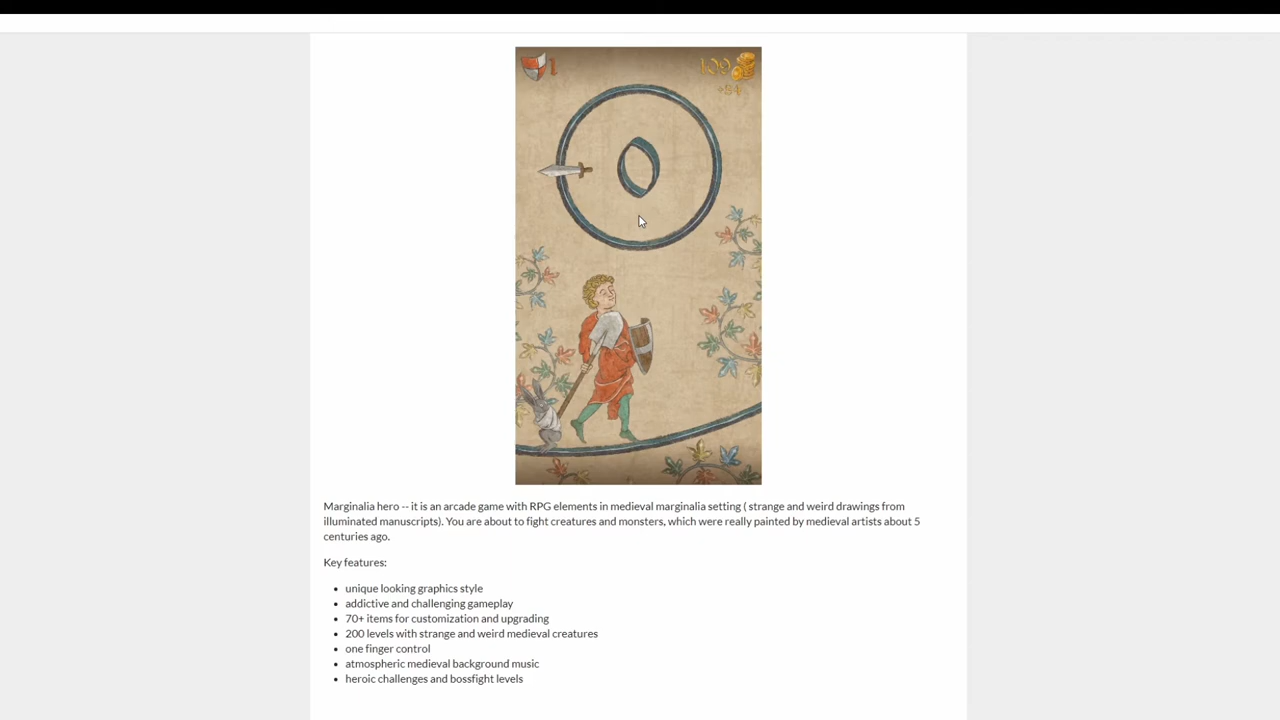 1
109
Marginalia hero -- it is an arcade game with RPG elements in medieval marginalia setting ( strange and weird drawings from
illuminated manuscripts). You are about to fight creatures and monsters, which were really painted by medieval artists about 5
centuries ago.
Key features:
unique looking graphics style
addictive and challenging gameplay
70+ items for customization and upgrading
200 levels with strange and weird medieval creatures
one finger control
atmospheric medieval background music
heroic challenges and bossfight levels